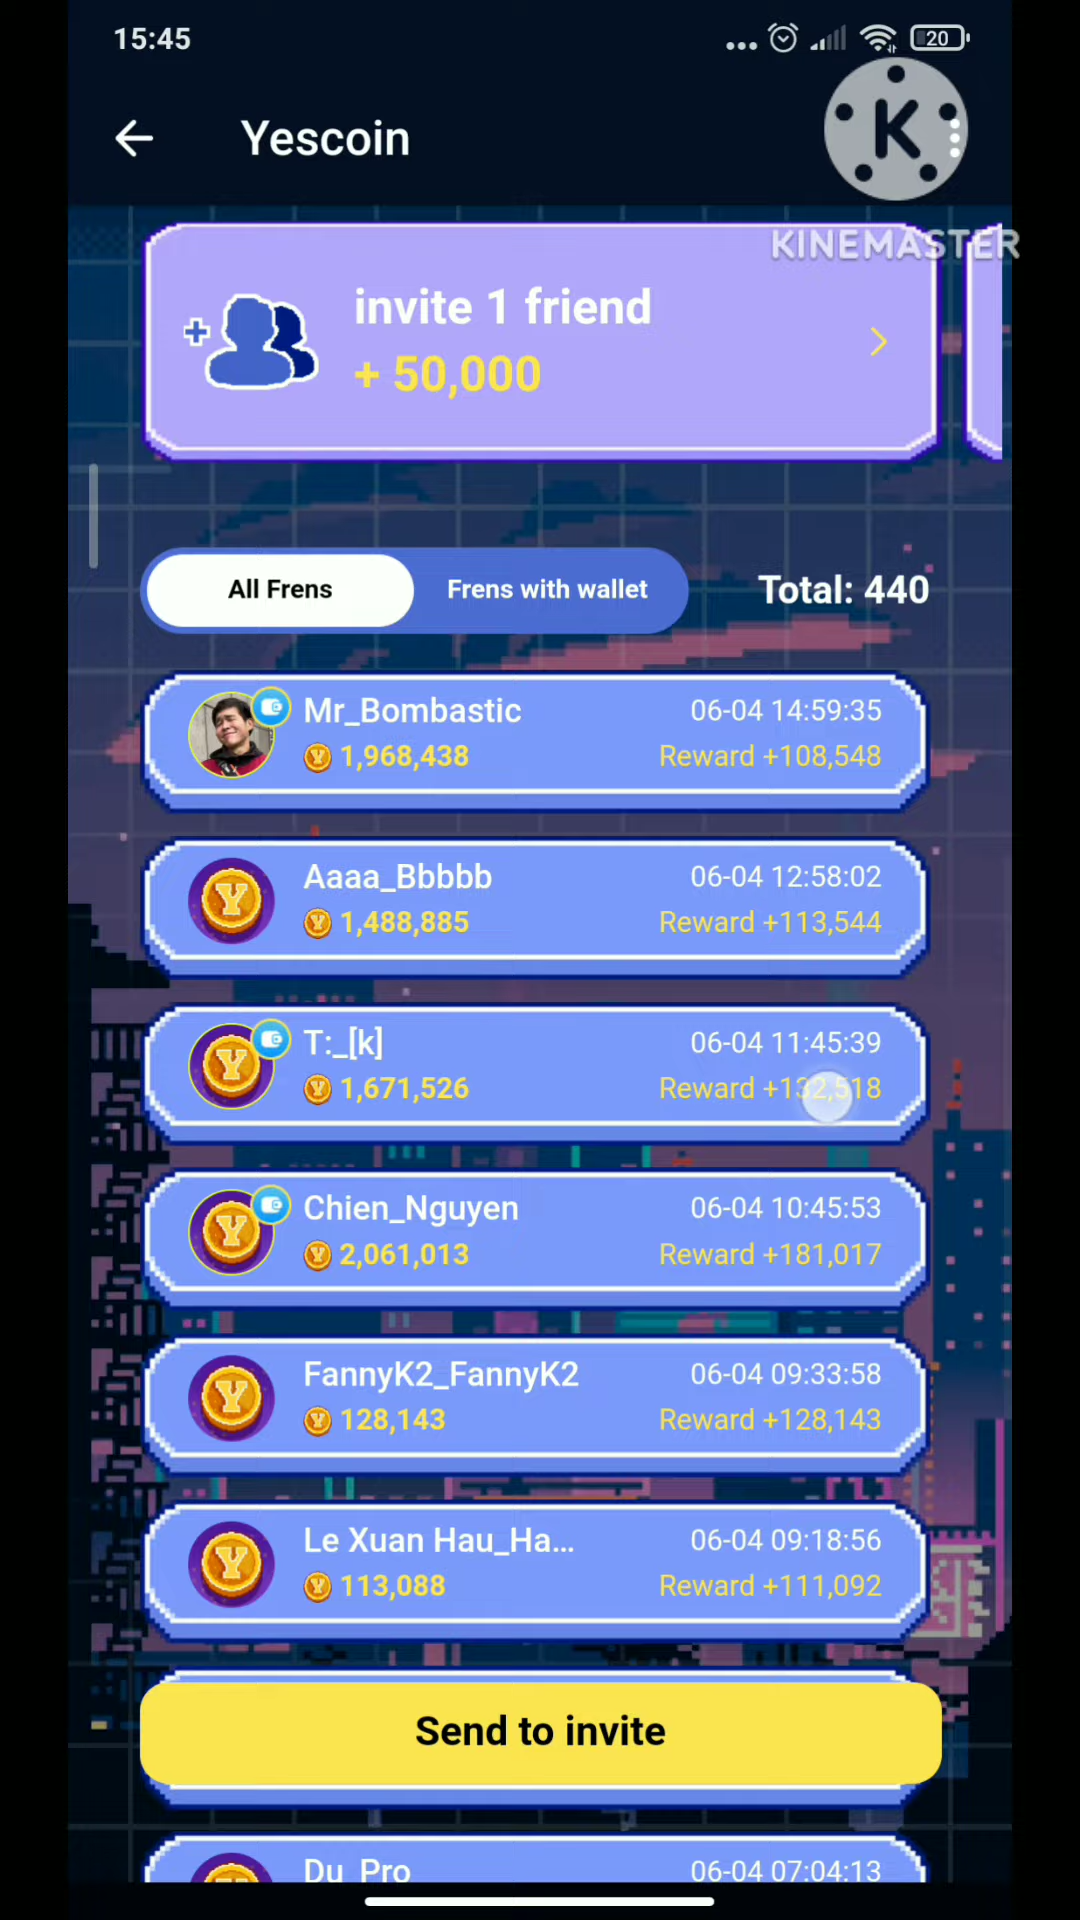 15:45
20
Yescoin
K
KINEMASTER
invite 1 friend
+ 50,000
All Frens
Frens with wallet
Total: 440
Mr_Bombastic
06-04 14:59:35
1,968,438
Reward +108,548
Aaaa_Bbbbb
06-04 12:58:02
1,488,885
Reward +113,544
T:_[k]
06-04 11:45:39
1,671,526
Reward +132,518
Chien_Nguyen
06-04 10:45:53
2,061,013
Reward +181,017
FannyK2_FannyK2
06-04 09:33:58
128,143
Reward +128,143
Le Xuan Hau_Ha...
06-04 09:18:56
113,088
Reward +111,092
Send to invite
Du_Pro
06-04 07:04:13